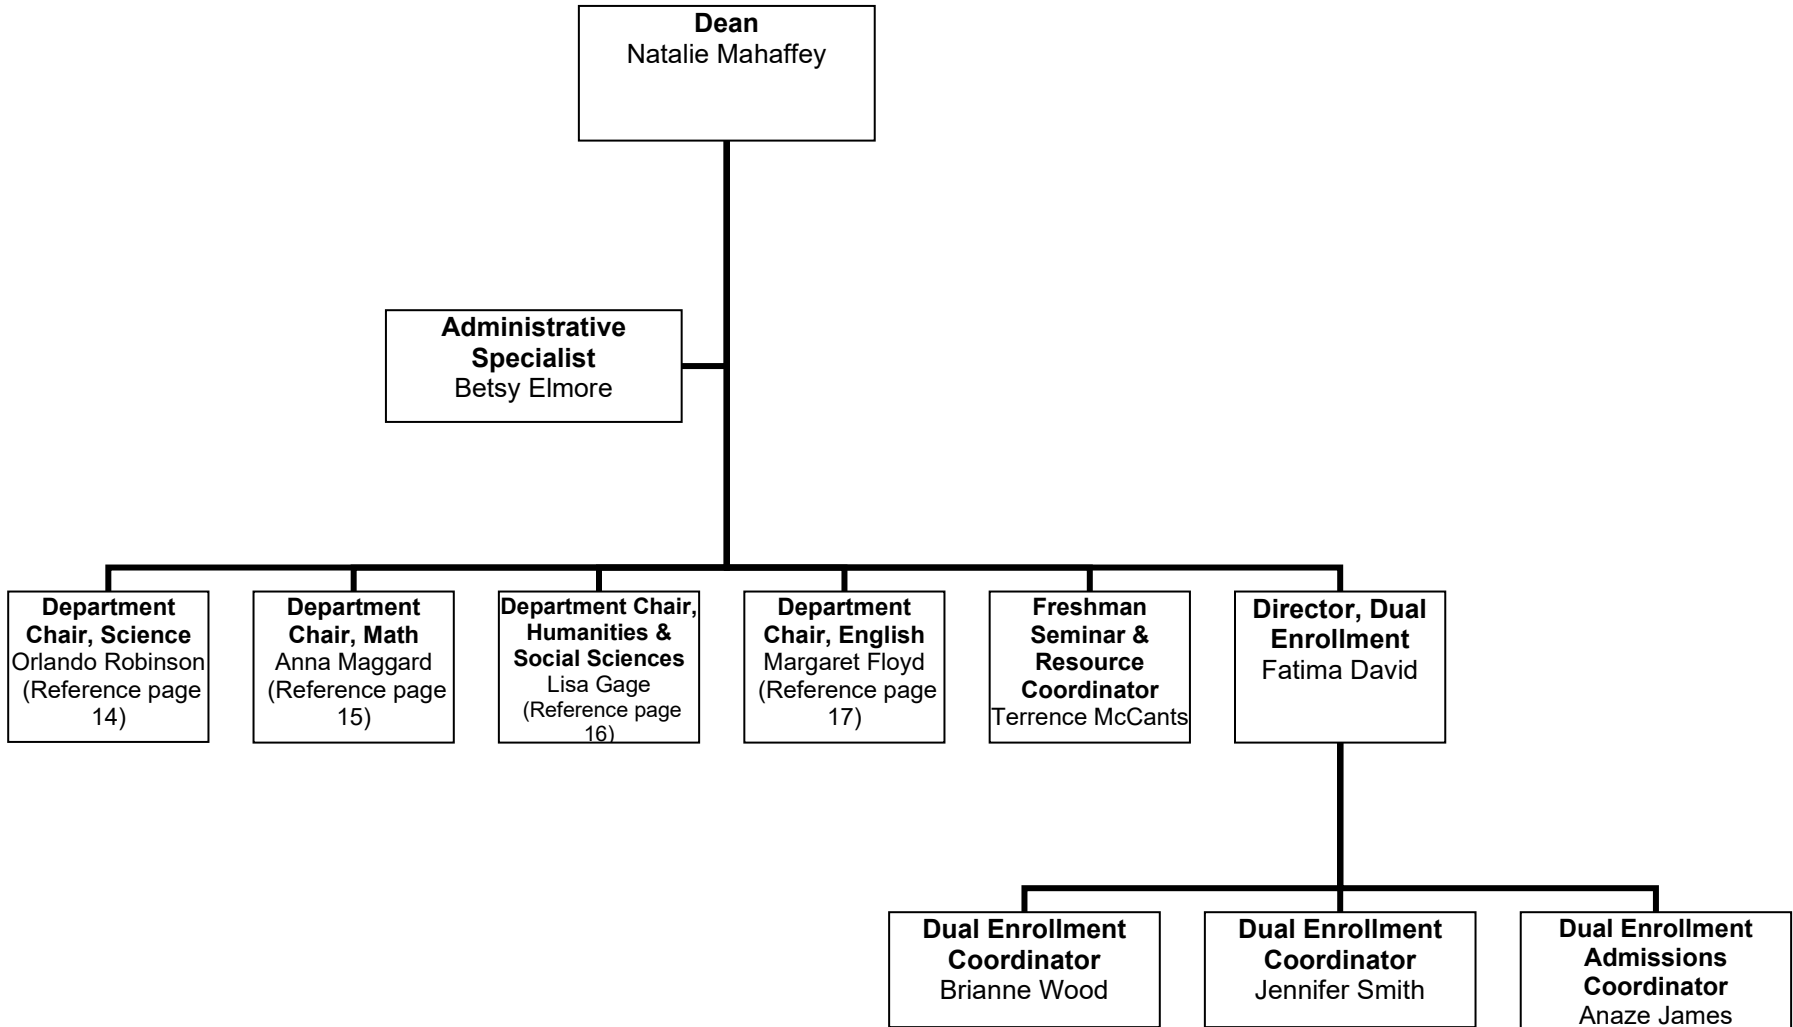 Dean
Natalie Mahaffey
Administrative
Specialist
Betsy Elmore
Department
Chair, Science
Orlando Robinson
(Reference page
14)
Department
Chair, Math
Anna Maggard
(Reference page
15)
Department Chair,
Humanities &
Social Sciences
Lisa Gage
(Reference page
16)
Department
Chair, English
Margaret Floyd
(Reference page
17)
Freshman
Seminar &
Resource
Coordinator
Terrence McCants
Director, Dual
Enrollment
Fatima David
Dual Enrollment
Coordinator
Brianne Wood
Dual Enrollment
Coordinator
Jennifer Smith
Dual Enrollment
Admissions
Coordinator
Anaze James